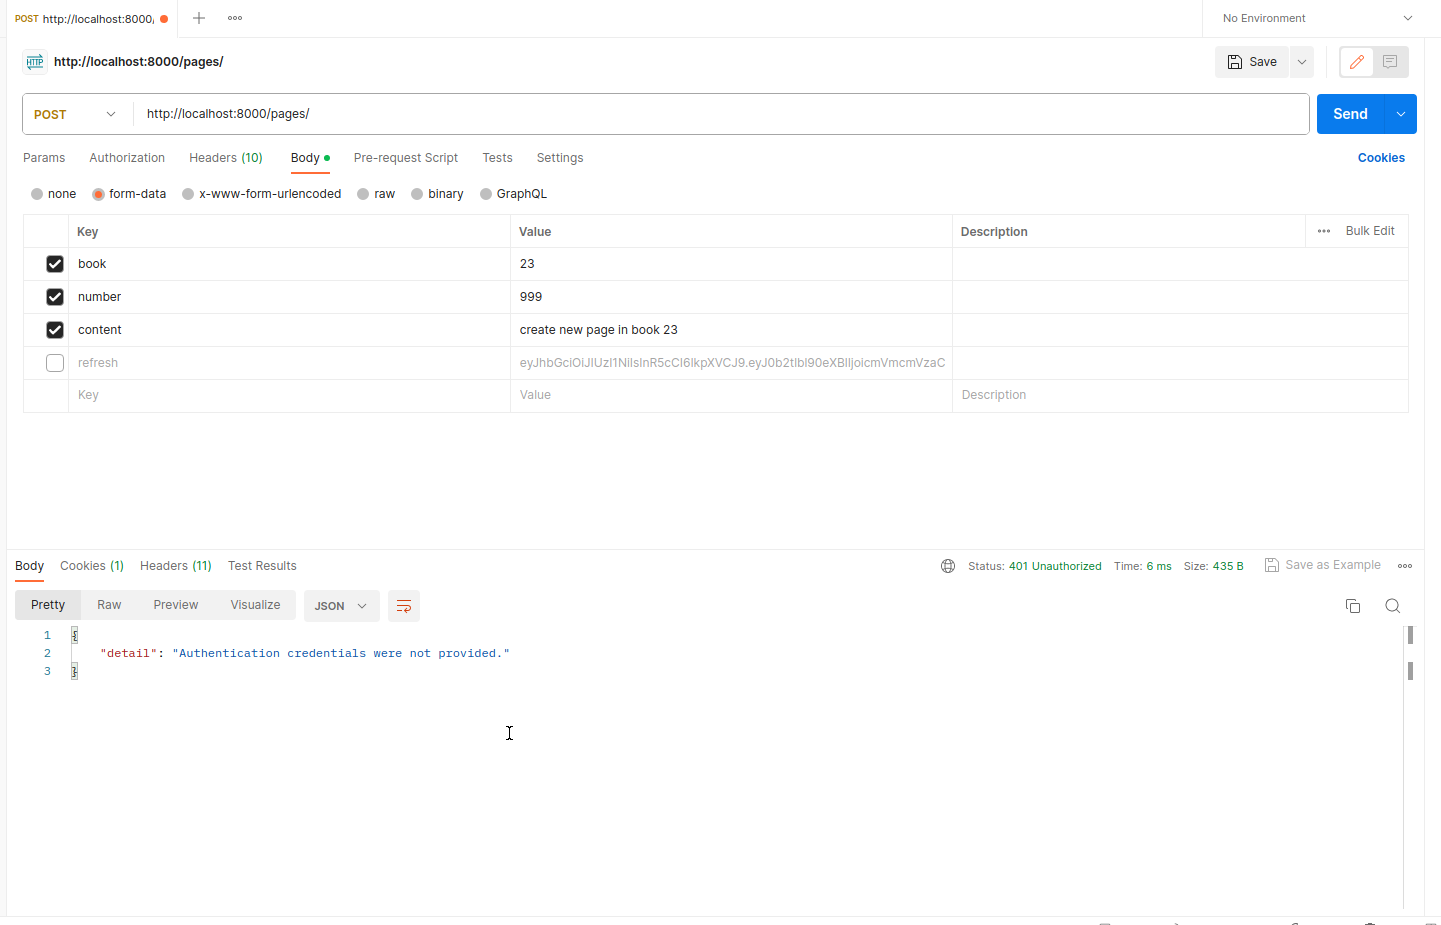 POST http://localhost:8000, No Environment
HTTP http://localhost:8000/pages/ Save
POST http://localhost:8000/pages/ Send
Params Authorization Headers (10) Body Pre-request Script Tests Settings Cookies
none form-data x-www-form-urlencoded raw binary GraphQL
Key Value Description Bulk Edit
book 23
number 999
content create new page in book 23
refresh
Key Value Description
Body Cookies (1) Headers (11) Test Results Status: 401 Unauthorized Time: 6 ms Size: 435 B Save as Example
Pretty Raw Preview Visualize JSON
1 {
2 "detail": "Authentication credentials were not provided."
3 }